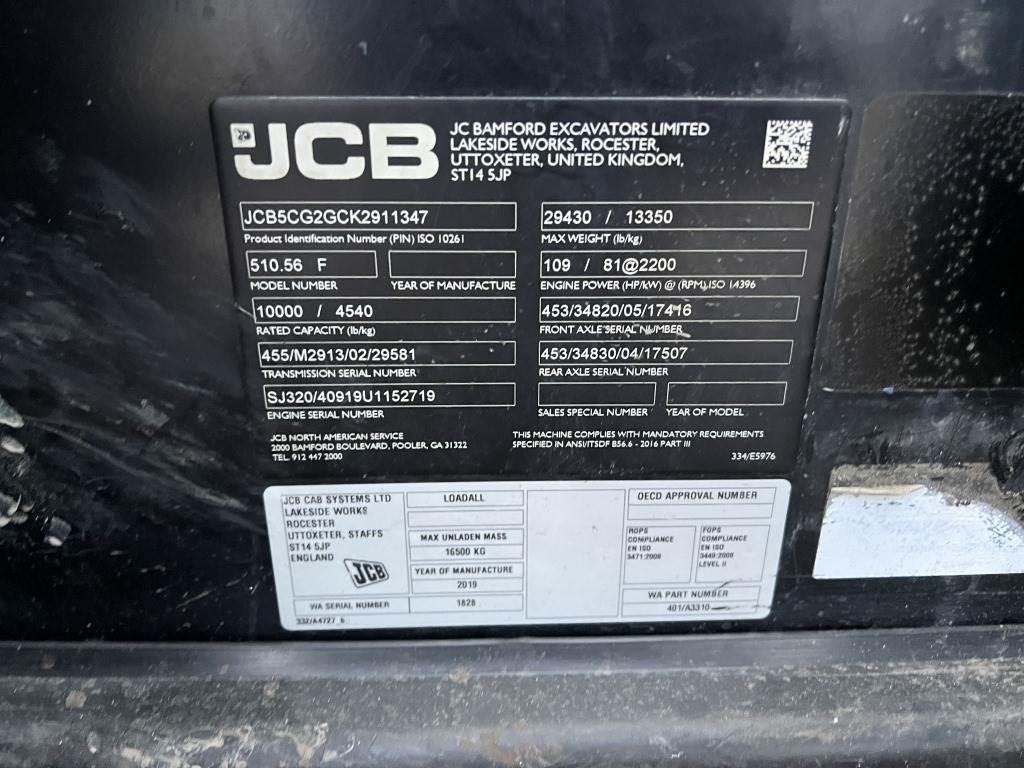 JCB
JC BAMFORD EXCAVATORS LIMITED
LAKESIDE WORKS, ROCESTER,
UTTOXETER, UNITED KINGDOM,
ST14 5JP
JCB5CG2GCK2911347
Product Identification Number (PIN) ISO 10261
510.56 F
MODEL NUMBER YEAR OF MANUFACTURE
10000 / 4540
RATED CAPACITY (lb/kg)
455/M2913/02/29581
TRANSMISSION SERIAL NUMBER
SJ320/40919U1152719
ENGINE SERIAL NUMBER
29430 / 13350
MAX WEIGHT (lb/kg)
109 / 81@2200
ENGINE POWER (HP/kW) @ (RPM) ISO 14396
453/34820/05/17416
FRONT AXLE SERIAL NUMBER
453/34830/04/17507
REAR AXLE SERIAL NUMBER
SALES SPECIAL NUMBER YEAR OF MODEL
JCB NORTH AMERICAN SERVICE
2000 BAMFORD BOULEVARD, POOLER, GA 31322
TEL. 912 447 2000
THIS MACHINE COMPLIES WITH MANDATORY REQUIREMENTS
SPECIFIED IN ANSI/ITSDF B56.6 - 2016 PART III
334/E5976
JCB CAB SYSTEMS LTD
LAKESIDE WORKS
ROCESTER
UTTOXETER, STAFFS
ST14 5JP
ENGLAND
JCB
WA SERIAL NUMBER
332/A4727_6
LOADALL
MAX UNLADEN MASS
16500 KG
YEAR OF MANUFACTURE
2019
1828
OECD APPROVAL NUMBER
ROPS
COMPLIANCE
EN ISO
3471:2008
FOPS
COMPLIANCE
EN ISO
3449:2008
LEVEL II
WA PART NUMBER
401/A3310